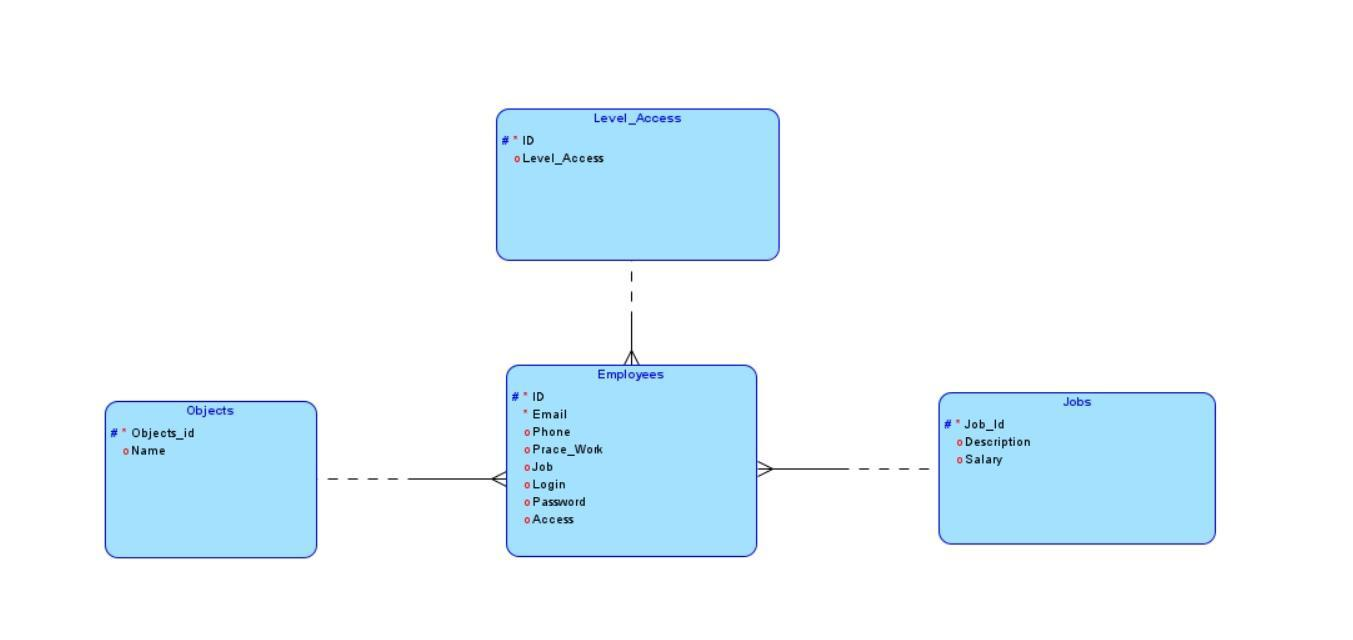 Level_Access
# * ID
o Level_Access
Employees
# * ID
* Email
o Phone
o Prace_Work
o Job
o Login
o Password
o Access
Objects
# * Objects_id
o Name
Jobs
# * Job_Id
o Description
o Salary